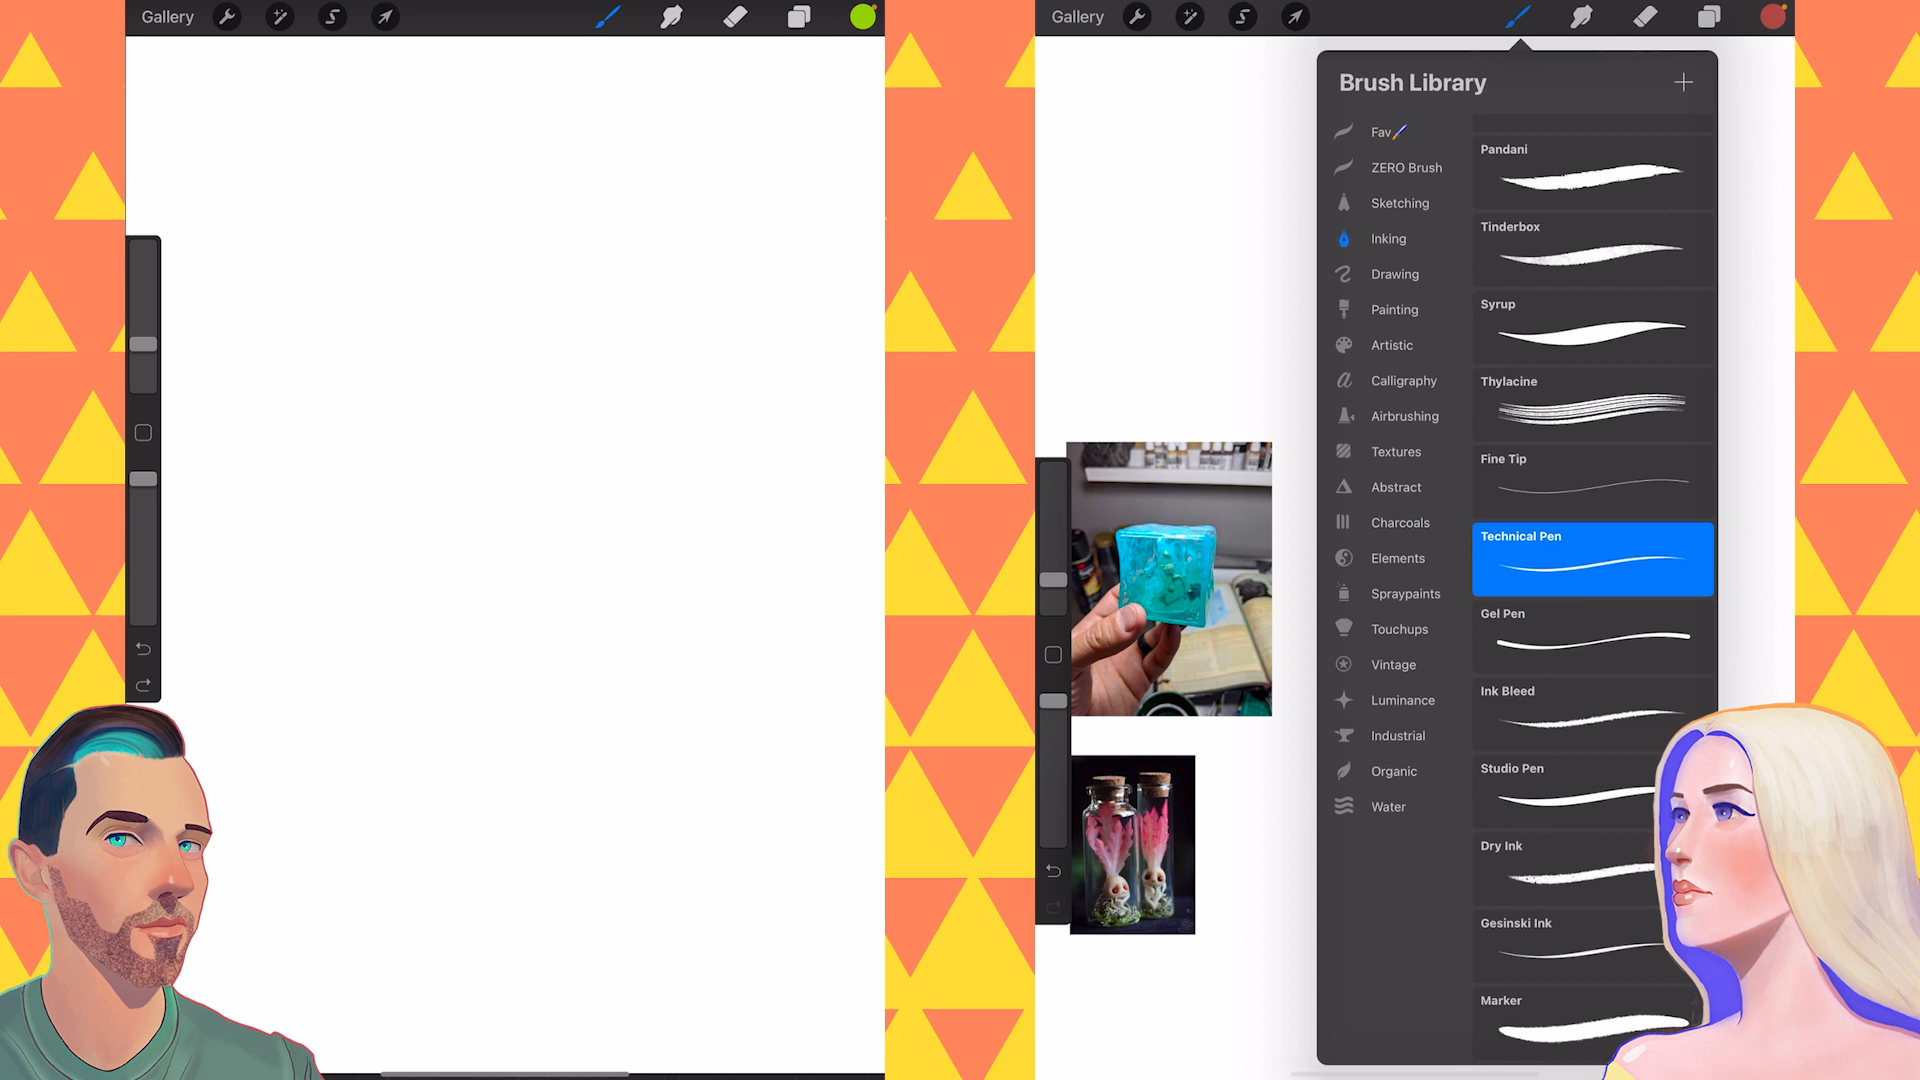 Gallery
Gallery
Brush Library
Fav
ZERO Brush
Sketching
Inking
Drawing
Painting
Artistic
Calligraphy
Airbrushing
Textures
Abstract
Charcoals
Elements
Spraypaints
Touchups
Vintage
Luminance
Industrial
Organic
Water
Pandani
Tinderbox
Syrup
Thylacine
Fine Tip
Technical Pen
Gel Pen
Ink Bleed
Studio Pen
Dry Ink
Gesinski Ink
Marker